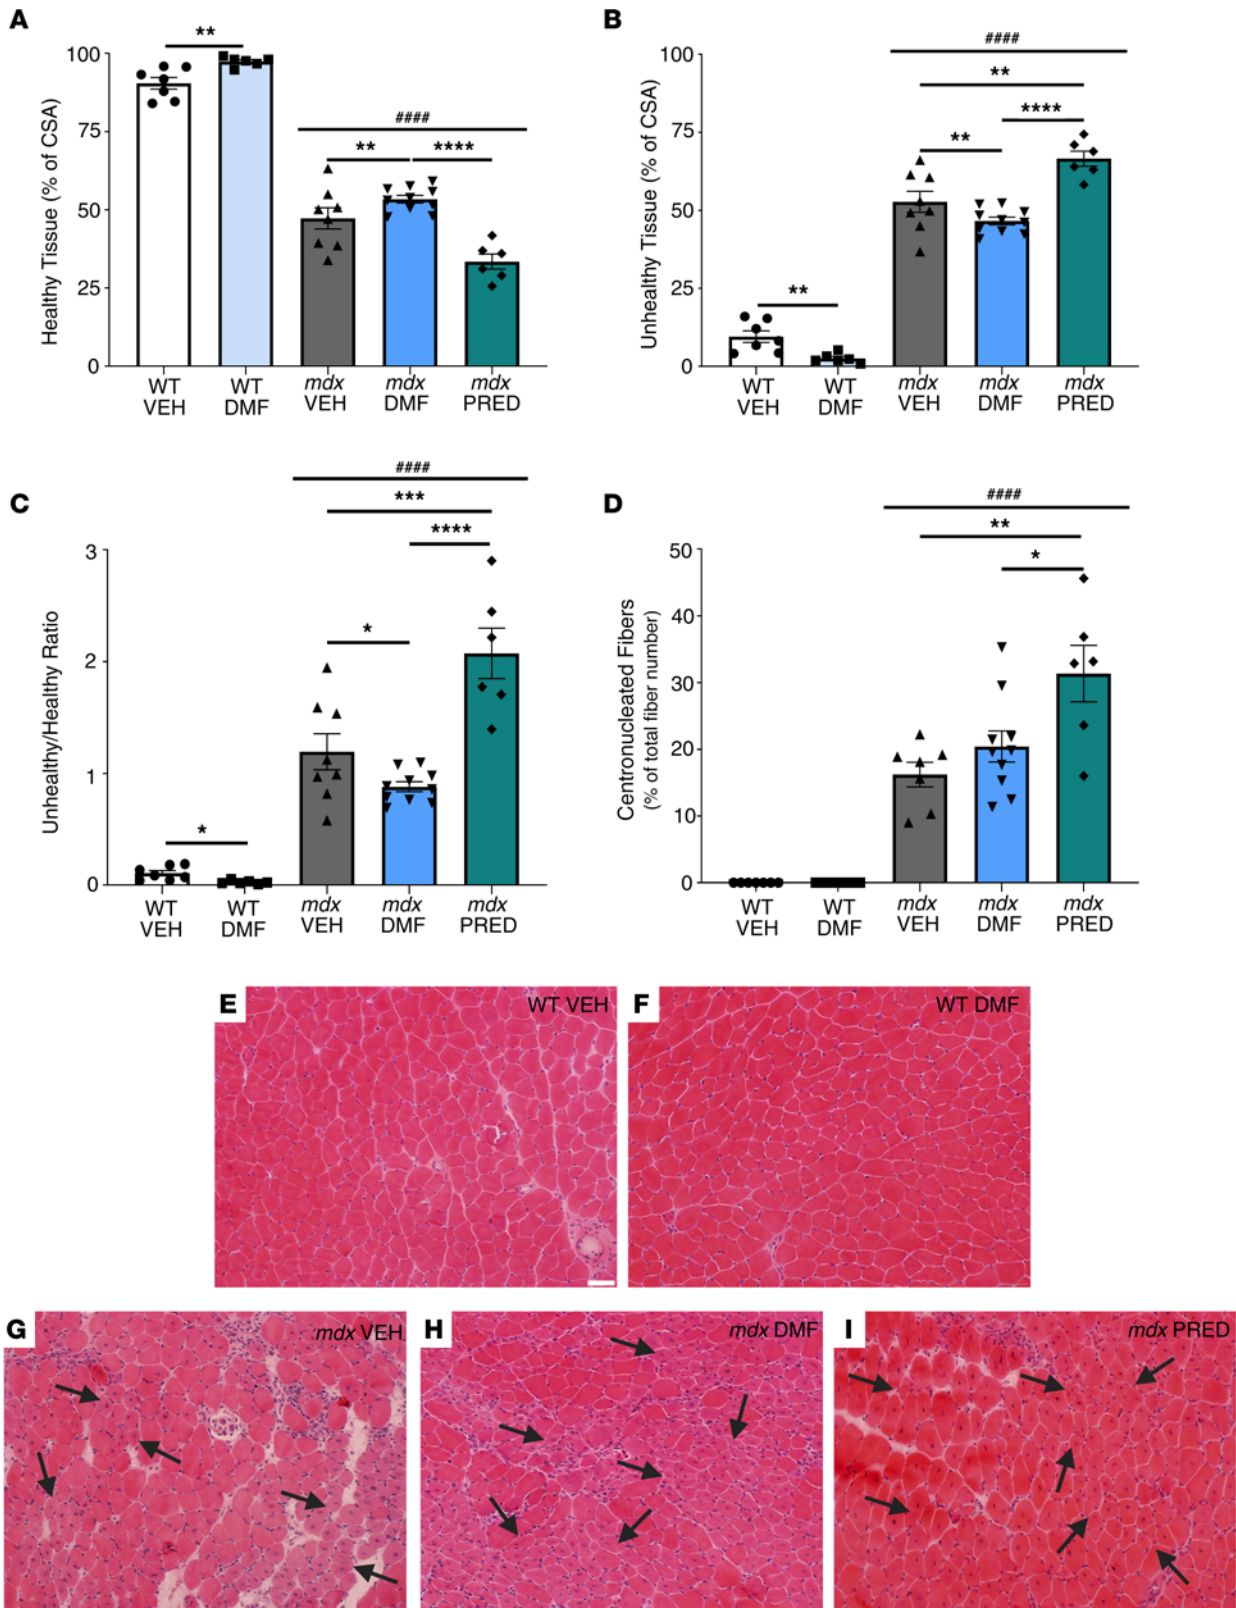 A
**
100
75
50
25
0
Healthy Tissue (% of CSA)
####
**
****
WT VEH
WT DMF
mdx VEH
mdx DMF
mdx PRED
B
####
**
****
**
**
100
75
50
25
0
Unhealthy Tissue (% of CSA)
WT VEH
WT DMF
mdx VEH
mdx DMF
mdx PRED
C
####
***
****
*
*
3
2
1
0
Unhealthy/Healthy Ratio
WT VEH
WT DMF
mdx VEH
mdx DMF
mdx PRED
D
####
**
*
50
40
30
20
10
0
Centronucleated Fibers
(% of total fiber number)
WT VEH
WT DMF
mdx VEH
mdx DMF
mdx PRED
E
WT VEH
F
WT DMF
G
mdx VEH
H
mdx DMF
I
mdx PRED